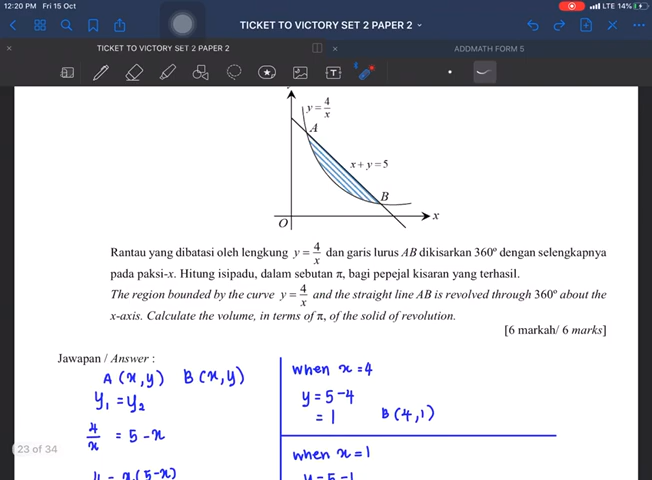 12:20 PM Fri 15 Oct
LTE 14%
TICKET TO VICTORY SET 2 PAPER 2
TICKET TO VICTORY SET 2 PAPER 2
ADDMATH FORM 5
T
y = 4/x
A
x + y = 5
B
O
x
Rantau yang dibatasi oleh lengkung y = 4/x dan garis lurus AB dikisarkan 360° dengan selengkapnya
pada paksi-x. Hitung isipadu, dalam sebutan π, bagi pepejal kisaran yang terhasil.
The region bounded by the curve y = 4/x and the straight line AB is revolved through 360° about the
x-axis. Calculate the volume, in terms of π, of the solid of revolution.
[6 markah/ 6 marks]
Jawapan / Answer :
A (x, y) B (x, y)
y₁ = y₂
4/x = 5 - x
4 = x (5-x)
when x = 4
y = 5 - 4
= 1 B (4, 1)
when x = 1
y = 5 - 1
23 of 34